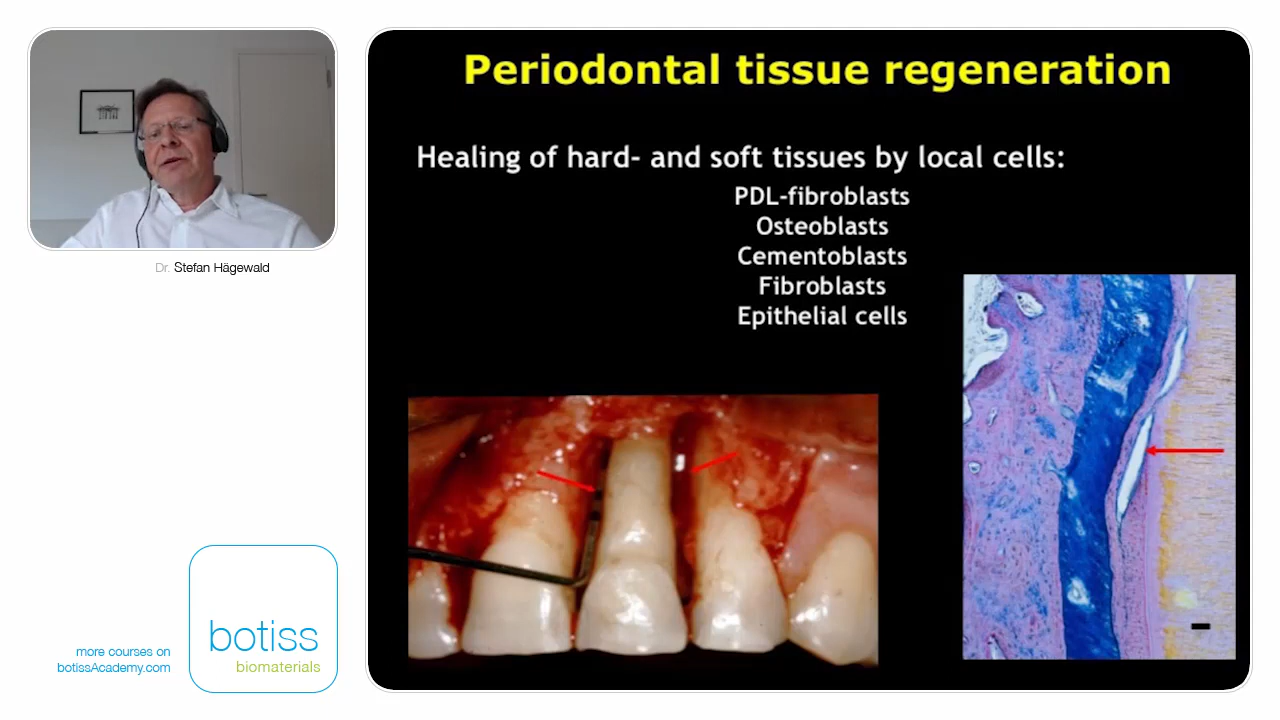 Periodontal tissue regeneration
Healing of hard- and soft tissues by local cells:
PDL-fibroblasts
Osteoblasts
Cementoblasts
Fibroblasts
Epithelial cells
Dr. Stefan Hägewald
more courses on
botissAcademy.com
botiss
biomaterials